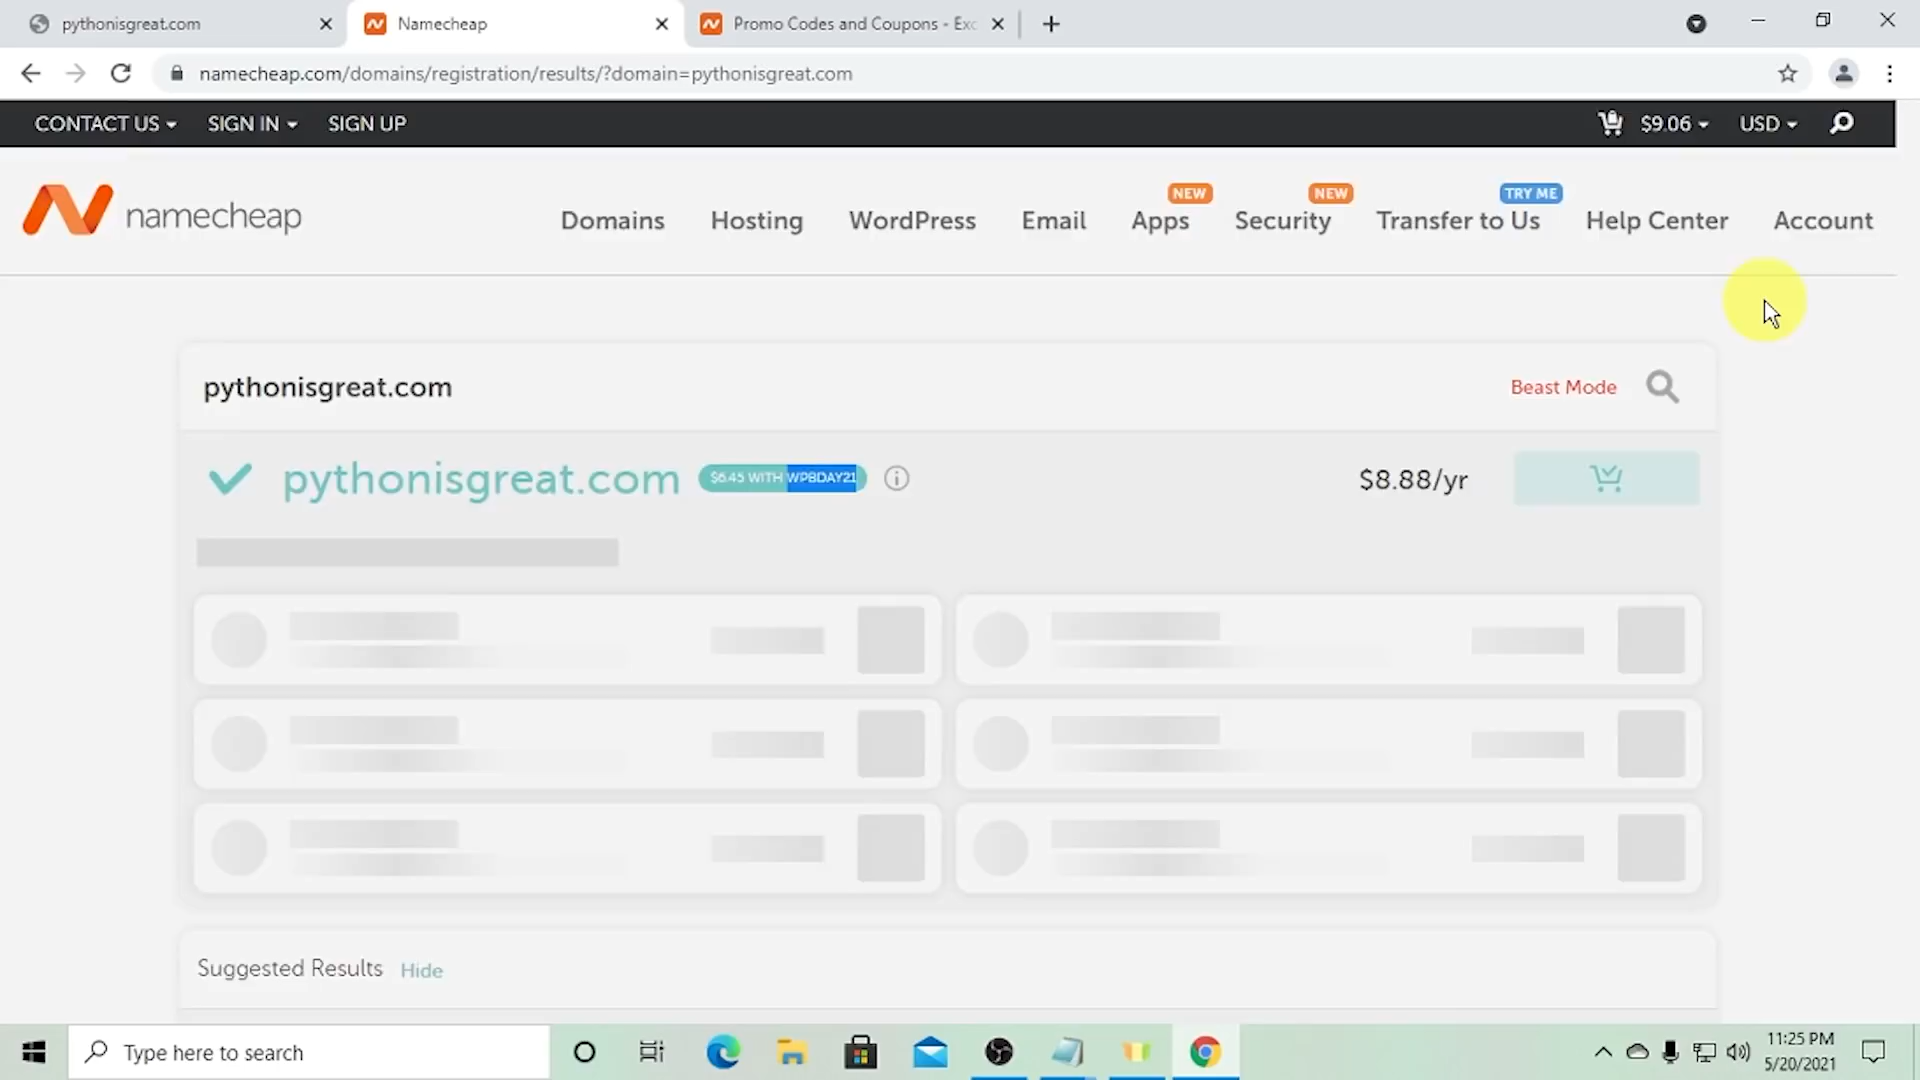 pythonisgreat.com
Namecheap
Promo Codes and Coupons - Exc
namecheap.com/domains/registration/results/?domain=pythonisgreat.com
CONTACT US SIGN IN SIGN UP $9.06 USD
namecheap
Domains Hosting WordPress Email Apps NEW Security NEW Transfer to Us TRY ME Help Center Account
pythonisgreat.com Beast Mode
pythonisgreat.com $6.45 WITH WPBDAY21 $8.88/yr
Suggested Results Hide
Type here to search
11:25 PM
5/20/2021